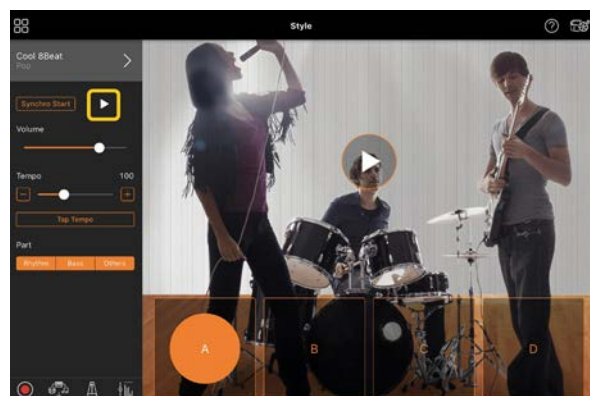 Style
Cool 8Beat
Pop
Synchro Start
Volume
Tempo 100
Tap Tempo
Part
Rhythm Bass Others
A B C D